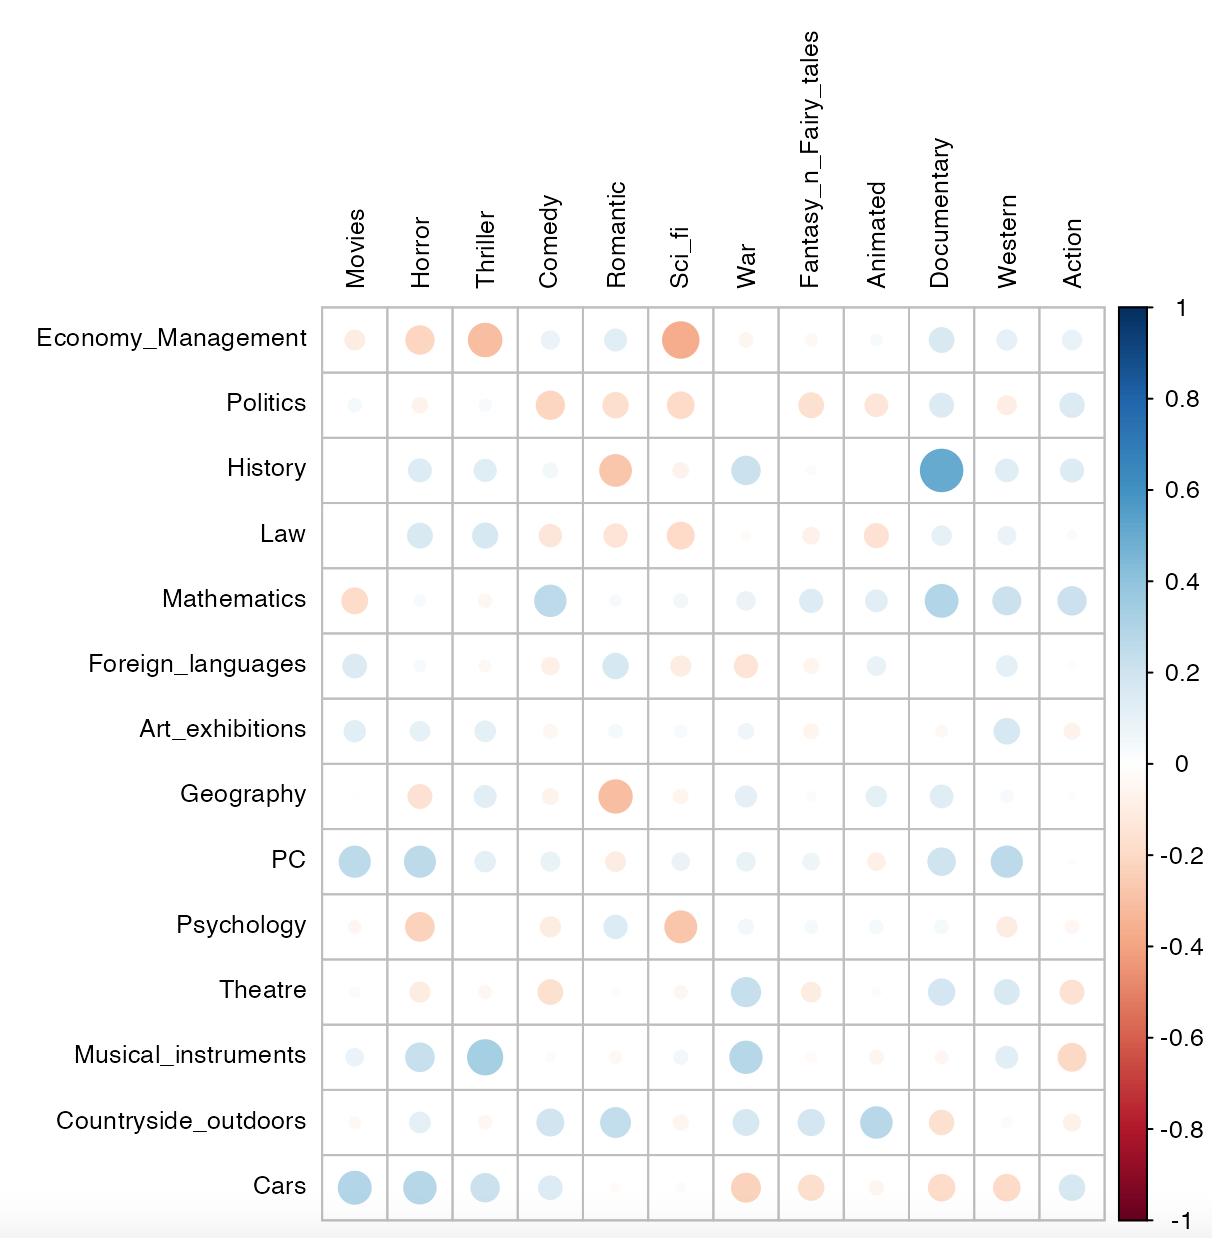 Movies
Horror
Thriller
Comedy
Romantic
Sci_fi
War
Fantasy_n_Fairy_tales
Animated
Documentary
Western
Action
Economy_Management
Politics
History
Law
Mathematics
Foreign_languages
Art_exhibitions
Geography
PC
Psychology
Theatre
Musical_instruments
Countryside_outdoors
Cars
1
0.8
0.6
0.4
0.2
0
-0.2
-0.4
-0.6
-0.8
-1